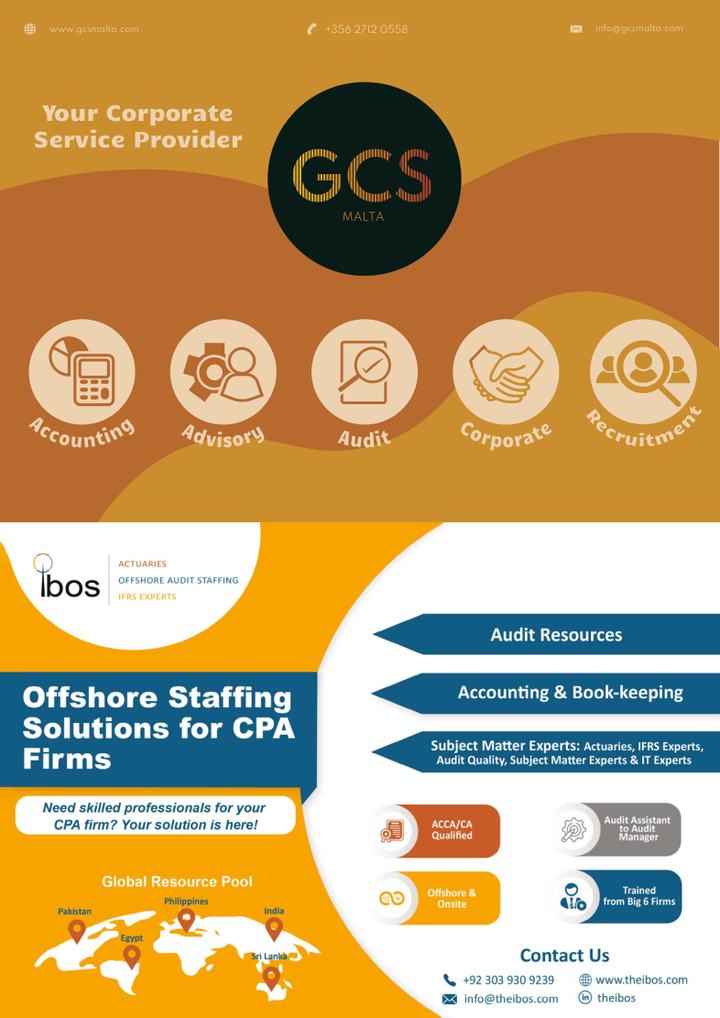 www.gcsmalta.com
+356 2712 0558
info@gcsmalta.com
Your Corporate
Service Provider
GCS
MALTA
Accounting
Advisory
Audit
Corporate
Recruitment
ibos
ACTUARIES
OFFSHORE AUDIT STAFFING
IFRS EXPERTS
Offshore Staffing
Solutions for CPA
Firms
Need skilled professionals for your
CPA firm? Your solution is here!
Global Resource Pool
Pakistan
Philippines
India
Egypt
Sri Lanka
Audit Resources
Accounting & Book-keeping
Subject Matter Experts: Actuaries, IFRS Experts,
Audit Quality, Subject Matter Experts & IT Experts
ACCA/CA
Qualified
Audit Assistant
to Audit
Manager
Offshore &
Onsite
Trained
from Big 6 Firms
Contact Us
+92 303 930 9239
www.theibos.com
info@theibos.com
theibos